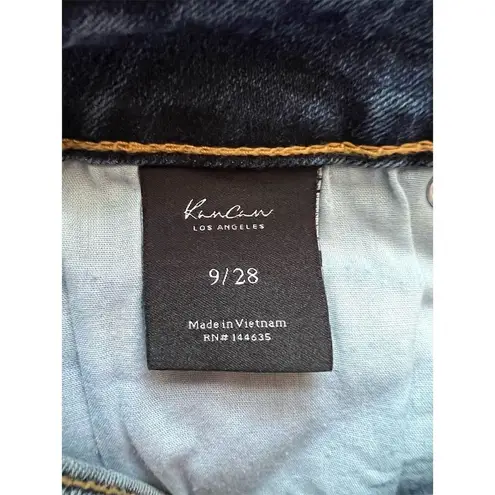 KanCan
LOS ANGELES
9/28
Made in Vietnam
RN# 144635